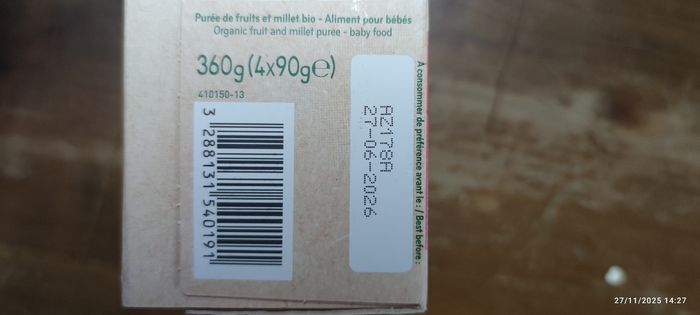 Purée de fruits et millet bio - Aliment pour bébés
Organic fruit and millet purée - baby food
360g (4x90g℮)
410150-13
3 288131 540191
AZ178A
27-06-2026
À consommer de préférence avant le : / Best before :
27/11/2025 14:27